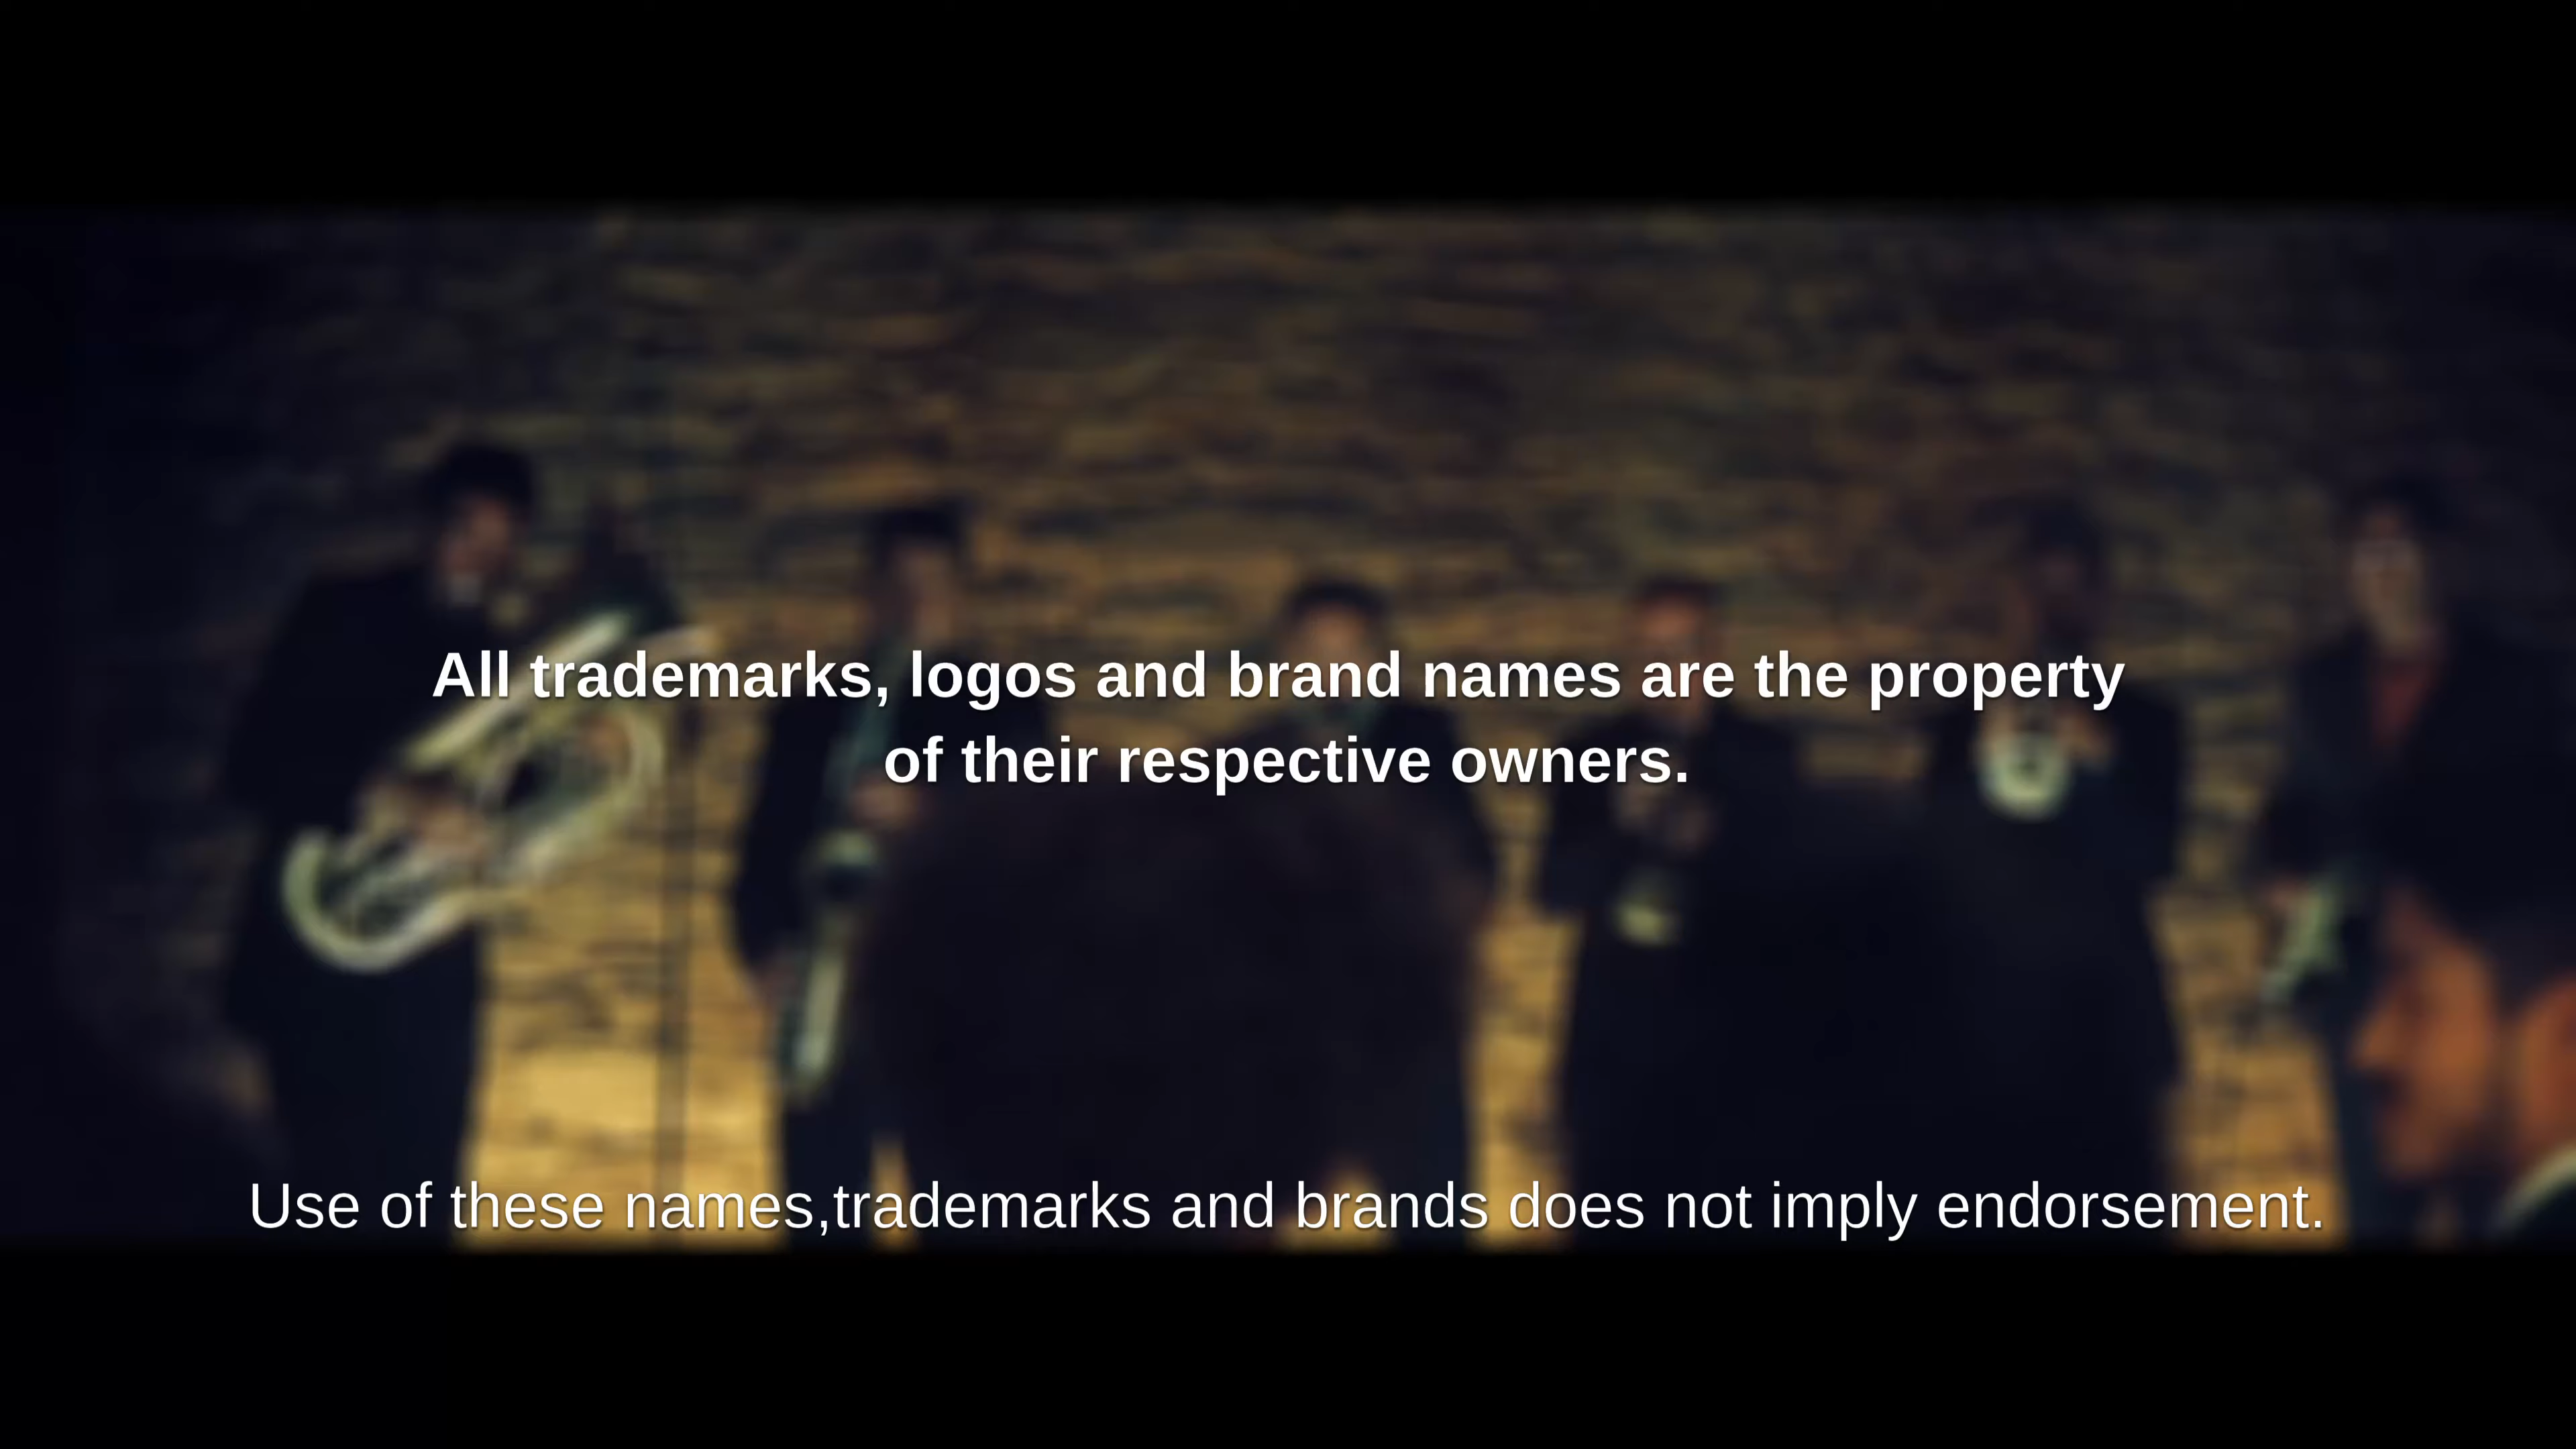 All trademarks, logos and brand names are the property
of their respective owners.
Use of these names,trademarks and brands does not imply endorsement.